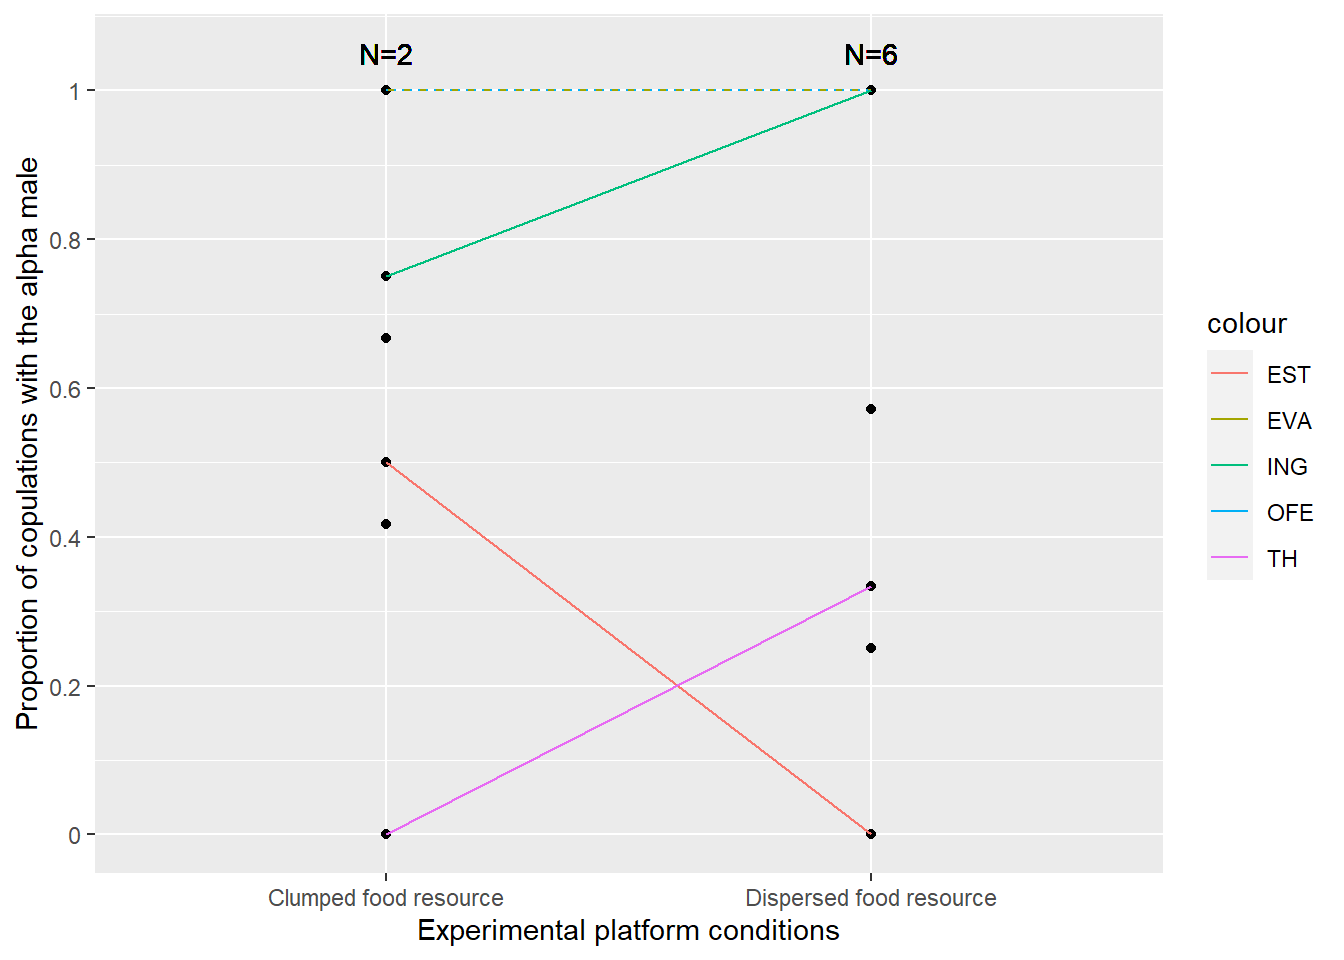 N=2
N=6
1
0.8
0.6
0.4
0.2
0
Proportion of copulations with the alpha male
Clumped food resource
Dispersed food resource
Experimental platform conditions
colour
EST
EVA
ING
OFE
TH